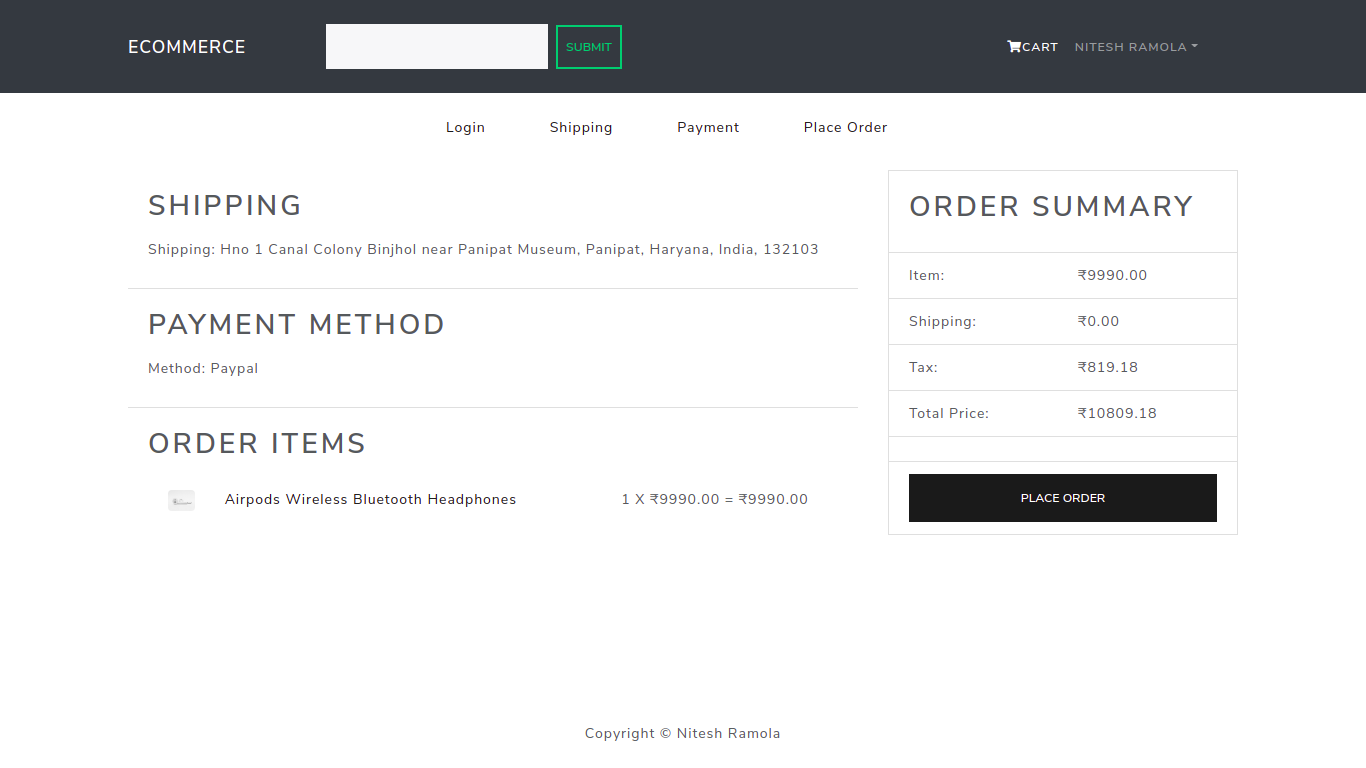 ECOMMERCE
SUBMIT
CART
NITESH RAMOLA
Login
Shipping
Payment
Place Order
SHIPPING
Shipping: Hno 1 Canal Colony Binjhol near Panipat Museum, Panipat, Haryana, India, 132103
PAYMENT METHOD
Method: Paypal
ORDER ITEMS
Airpods Wireless Bluetooth Headphones
1 X ₹9990.00 = ₹9990.00
ORDER SUMMARY
Item: ₹9990.00
Shipping: ₹0.00
Tax: ₹819.18
Total Price: ₹10809.18
PLACE ORDER
Copyright © Nitesh Ramola